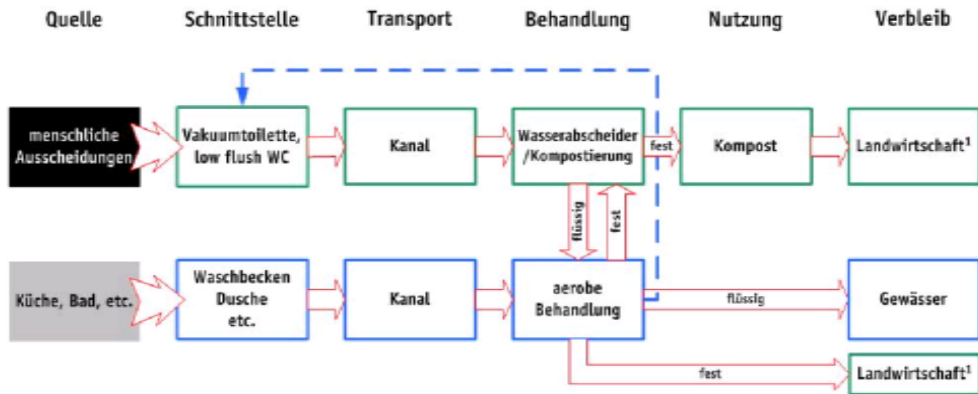 Quelle Schnittstelle Transport Behandlung Nutzung Verbleib
menschliche
Ausscheidungen
Vakuumtoilette,
low flush WC
Kanal
Wasserabscheider
/Kompostierung
fest
Kompost
Landwirtschaft¹
flüssig
fest
Küche, Bad, etc.
Waschbecken
Dusche
etc.
Kanal
aerobe
Behandlung
flüssig
Gewässer
fest
Landwirtschaft¹